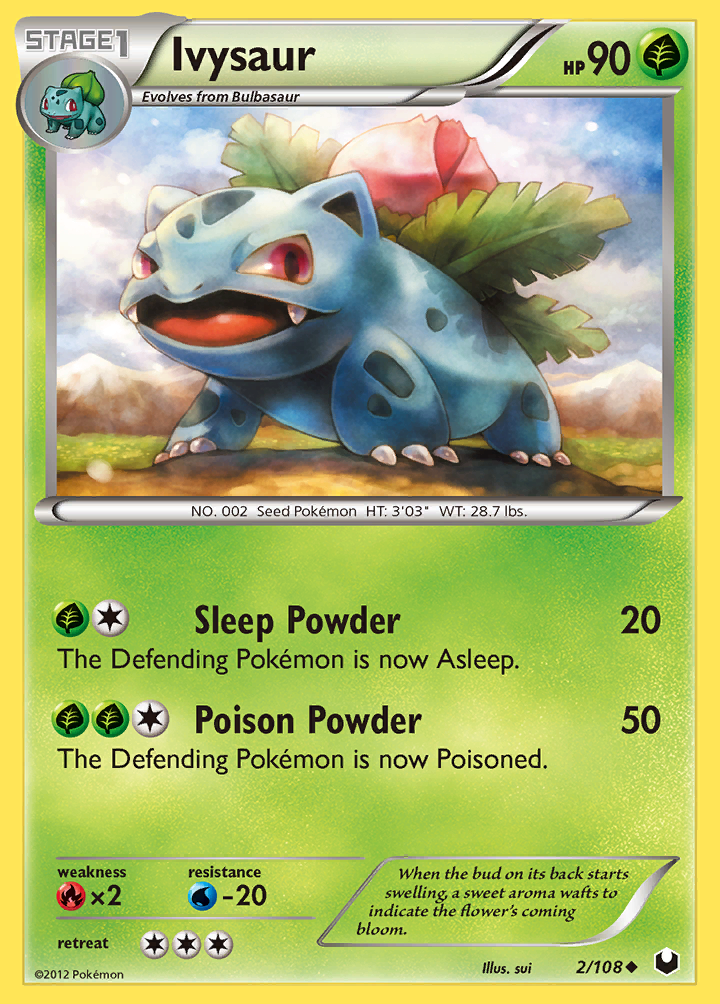 STAGE1
Ivysaur
HP 90
Evolves from Bulbasaur
NO. 002 Seed Pokémon HT: 3'03" WT: 28.7 lbs.
Sleep Powder 20
The Defending Pokémon is now Asleep.
Poison Powder 50
The Defending Pokémon is now Poisoned.
weakness resistance
×2 -20
retreat
When the bud on its back starts
swelling, a sweet aroma wafts to
indicate the flower's coming
bloom.
©2012 Pokémon Illus. sui 2/108